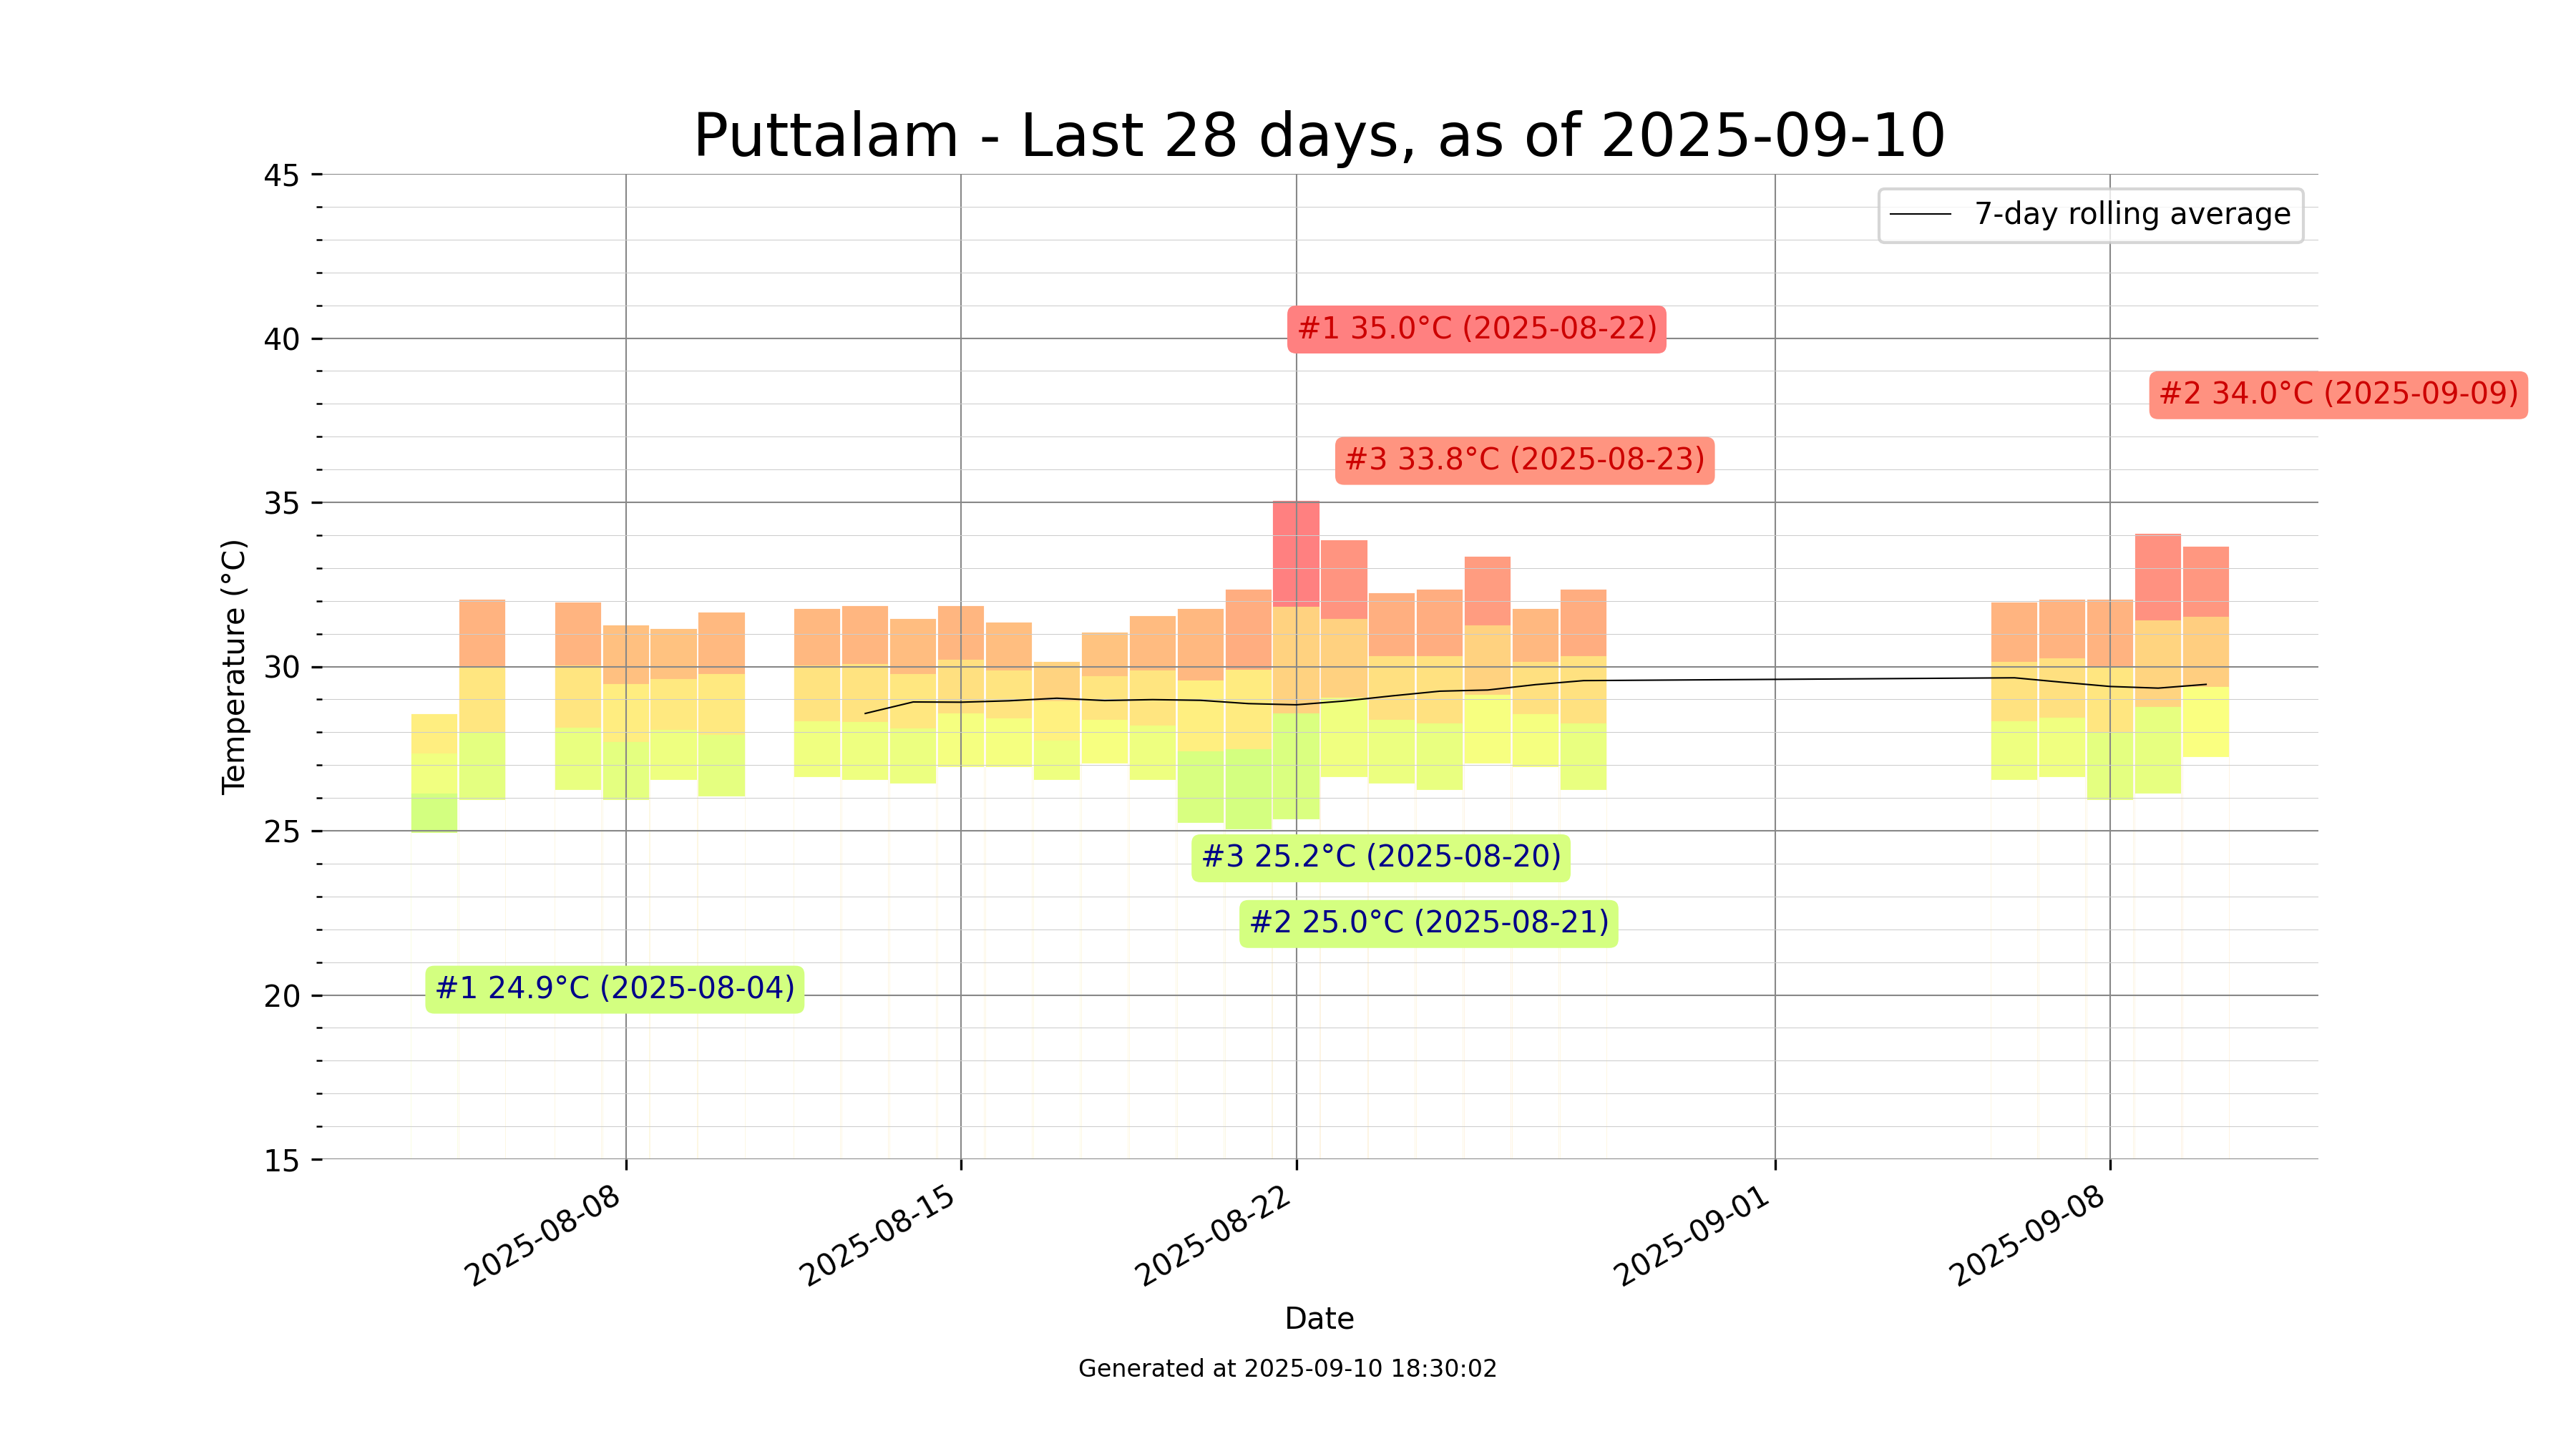 Puttalam - Last 28 days, as of 2025-09-10
7-day rolling average
45
40
35
30
25
20
15
Temperature (°C)
#1 35.0°C (2025-08-22)
#2 34.0°C (2025-09-09)
#3 33.8°C (2025-08-23)
#3 25.2°C (2025-08-20)
#2 25.0°C (2025-08-21)
#1 24.9°C (2025-08-04)
2025-08-08
2025-08-15
2025-08-22
2025-09-01
2025-09-08
Date
Generated at 2025-09-10 18:30:02